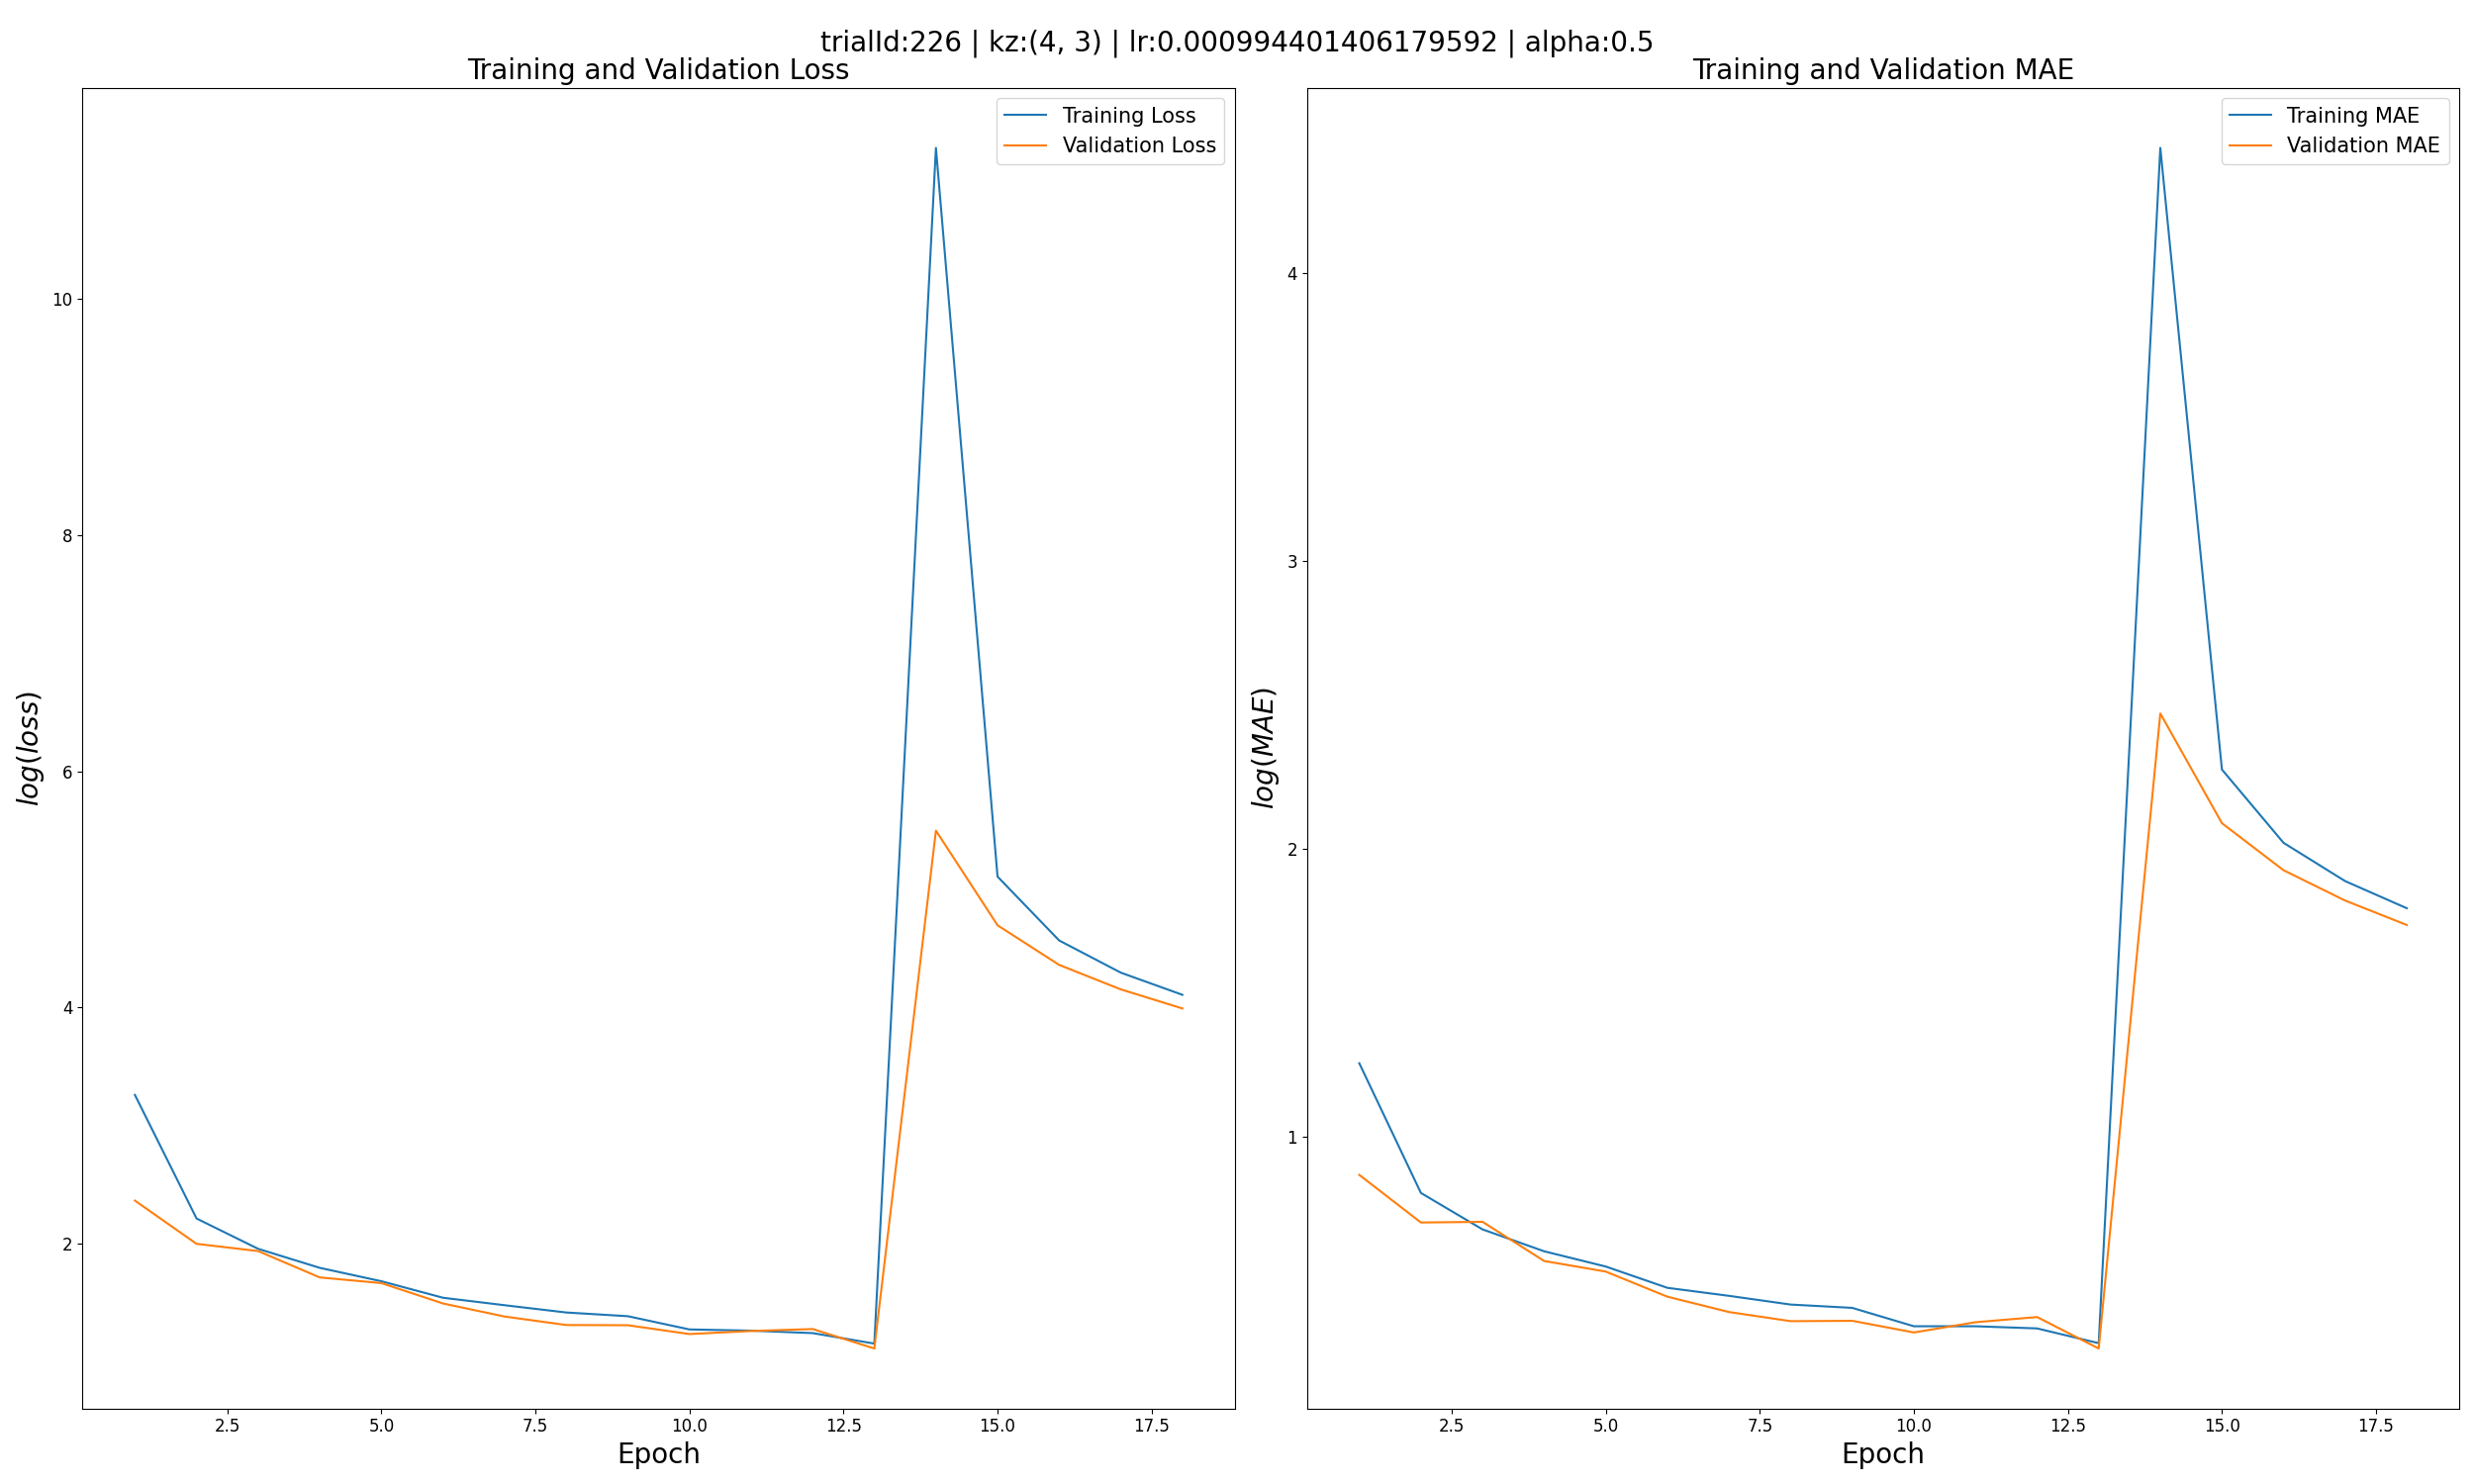 trialId:226 | kz:(4, 3) | lr:0.000994401406179592 | alpha:0.5
Training and Validation Loss
Training Loss
Validation Loss
log(loss)
10
8
6
4
2
2.5 5.0 7.5 10.0 12.5 15.0 17.5
Epoch
Training and Validation MAE
Training MAE
Validation MAE
log(MAE)
4
3
2
1
2.5 5.0 7.5 10.0 12.5 15.0 17.5
Epoch